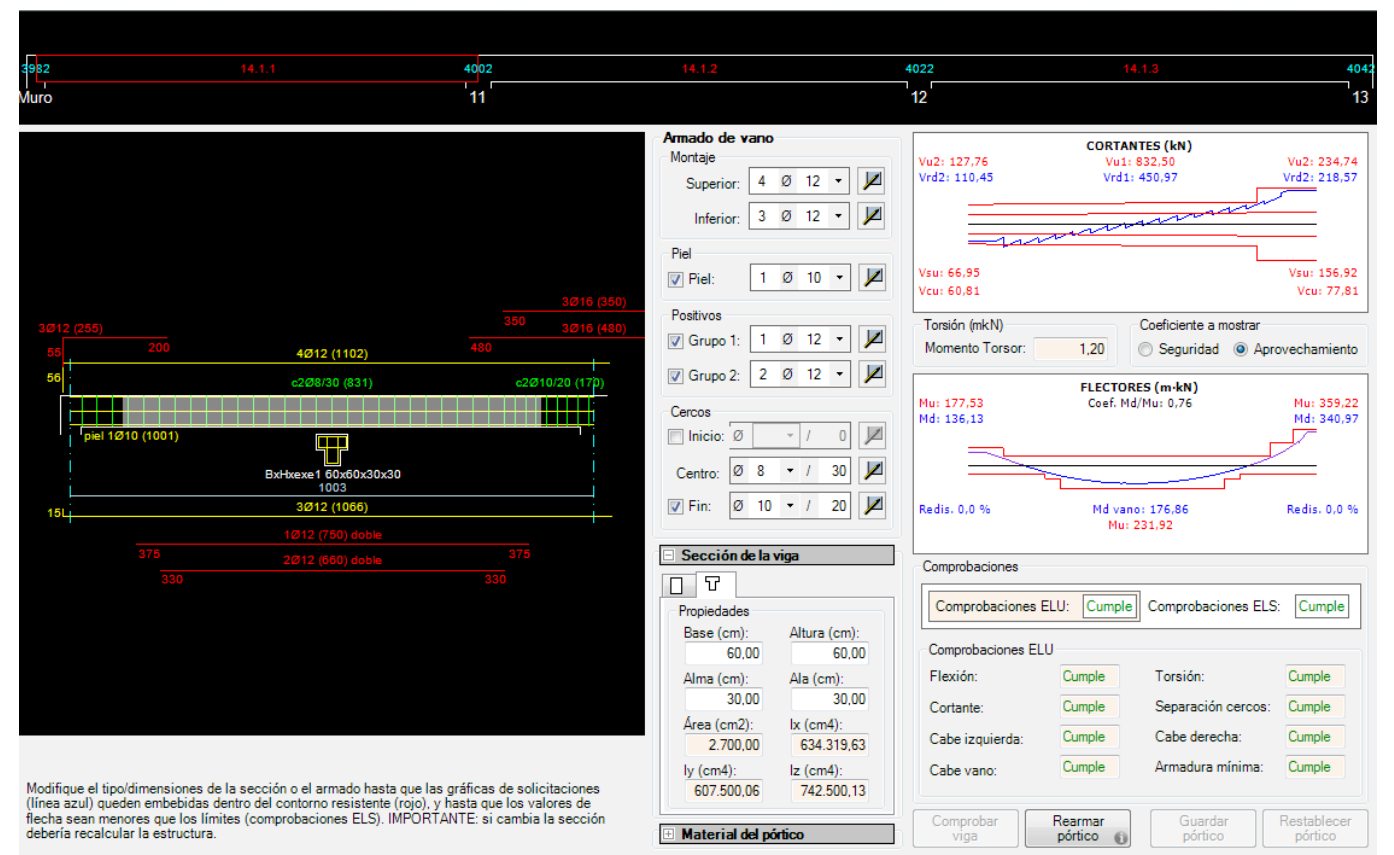 3982 14.1.1 4002 14.1.2 4022 14.1.3 4042
Muro 11 12 13
3Ø16 (350)
3Ø12 (255) 350 3Ø16 (480)
55 200 4Ø12 (1102) 480
56 c2Ø8/30 (831) c2Ø10/20 (170)
piel 1Ø10 (1001)
BxHxexe1 60x60x30x30
1003
15 3Ø12 (1066)
1Ø12 (750) doble
375 375
2Ø12 (660) doble
330 330
Modifique el tipo/dimensiones de la sección o el armado hasta que las gráficas de solicitaciones
(línea azul) queden embebidas dentro del contorno resistente (rojo), y hasta que los valores de
flecha sean menores que los límites (comprobaciones ELS). IMPORTANTE: si cambia la sección
debería recalcular la estructura.
Armado de vano
Montaje
Superior: 4 Ø 12
Inferior: 3 Ø 12
Piel
Piel: 1 Ø 10
Positivos
Grupo 1: 1 Ø 12
Grupo 2: 2 Ø 12
Cercos
Inicio: Ø / 0
Centro: Ø 8 / 30
Fin: Ø 10 / 20
Sección de la viga
Propiedades
Base (cm): Altura (cm):
60,00 60,00
Alma (cm): Ala (cm):
30,00 30,00
Área (cm2): Ix (cm4):
2.700,00 634.319,63
Iy (cm4): Iz (cm4):
607.500,06 742.500,13
Material del pórtico
CORTANTES (kN)
Vu2: 127,76 Vu1: 832,50 Vu2: 234,74
Vrd2: 110,45 Vrd1: 450,97 Vrd2: 218,57
Vsu: 66,95 Vsu: 156,92
Vcu: 60,81 Vcu: 77,81
Torsión (mkN) Coeficiente a mostrar
Momento Torsor: 1,20 Seguridad Aprovechamiento
FLECTORES (m·kN)
Mu: 177,53 Coef. Md/Mu: 0,76 Mu: 359,22
Md: 136,13 Md: 340,97
Redis. 0,0 % Md vano: 176,86 Redis. 0,0 %
Mu: 231,92
Comprobaciones
Comprobaciones ELU: Cumple Comprobaciones ELS: Cumple
Comprobaciones ELU
Flexión: Cumple Torsión: Cumple
Cortante: Cumple Separación cercos: Cumple
Cabe izquierda: Cumple Cabe derecha: Cumple
Cabe vano: Cumple Armadura mínima: Cumple
Comprobar viga
Rearmar pórtico
Guardar pórtico
Restablecer pórtico